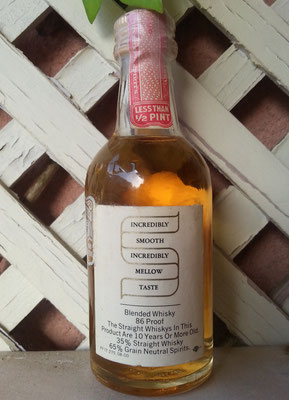 LESS THAN
1/2 PINT
INCREDIBLY
SMOOTH
INCREDIBLY
MELLOW
TASTE
Blended Whisky
86 Proof
The Straight Whiskys In This
Product Are 10 Years Or More Old
35% Straight Whisky
65% Grain Neutral Spirits